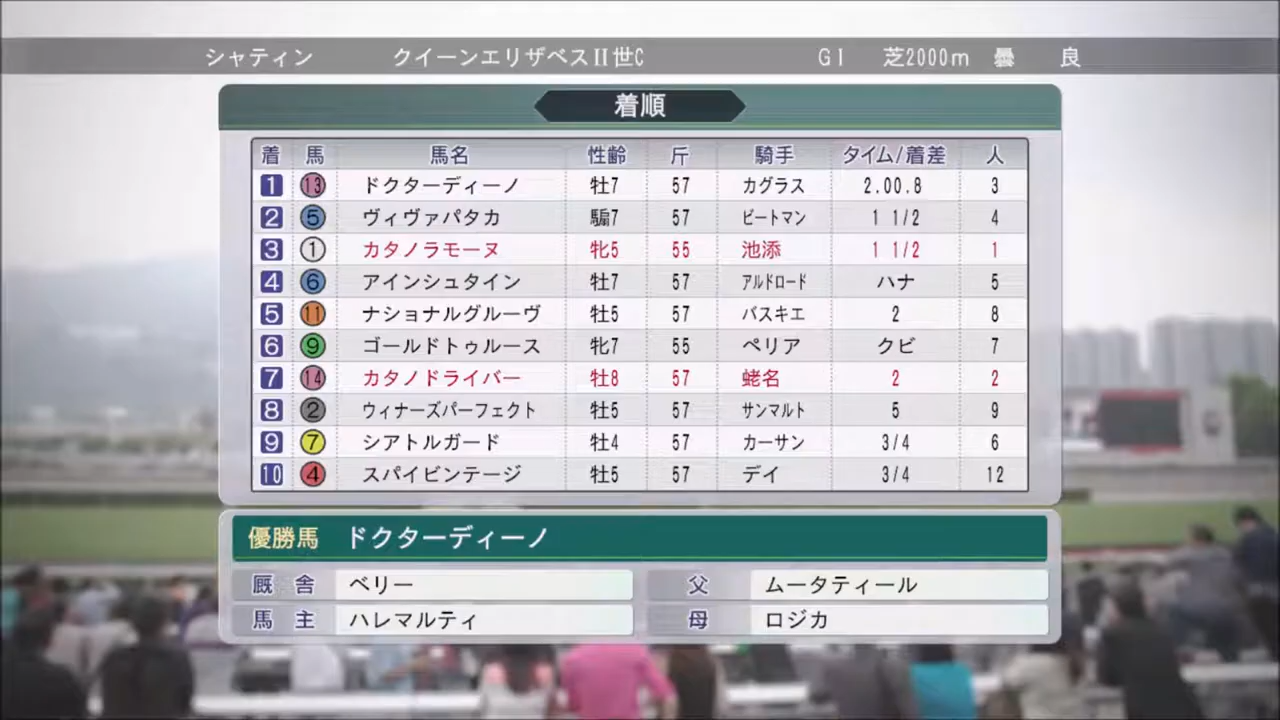 シャティン クイーンエリザベスⅡ世C GⅠ 芝2000m 曇 良
着順
着 馬 馬名 性齢 斤 騎手 タイム/着差 人
1 13 ドクターディーノ 牡7 57 カグラス 2.00.8 3
2 5 ヴィヴァパタカ 騸7 57 ビートマン 1 1/2 4
3 1 カタノラモーヌ 牝5 55 池添 1 1/2 1
4 6 アインシュタイン 牡7 57 アルドロード ハナ 5
5 11 ナショナルグルーヴ 牡5 57 バスキエ 2 8
6 9 ゴールドトゥルース 牝7 55 ペリア クビ 7
7 14 カタノドライバー 牡8 57 蛯名 2 2
8 2 ウィナーズパーフェクト 牡5 57 サンマルト 5 9
9 7 シアトルガード 牡4 57 カーサン 3/4 6
10 4 スパイビンテージ 牡5 57 デイ 3/4 12
優勝馬 ドクターディーノ
厩舎 ベリー 父 ムータティール
馬主 ハレマルティ 母 ロジカ